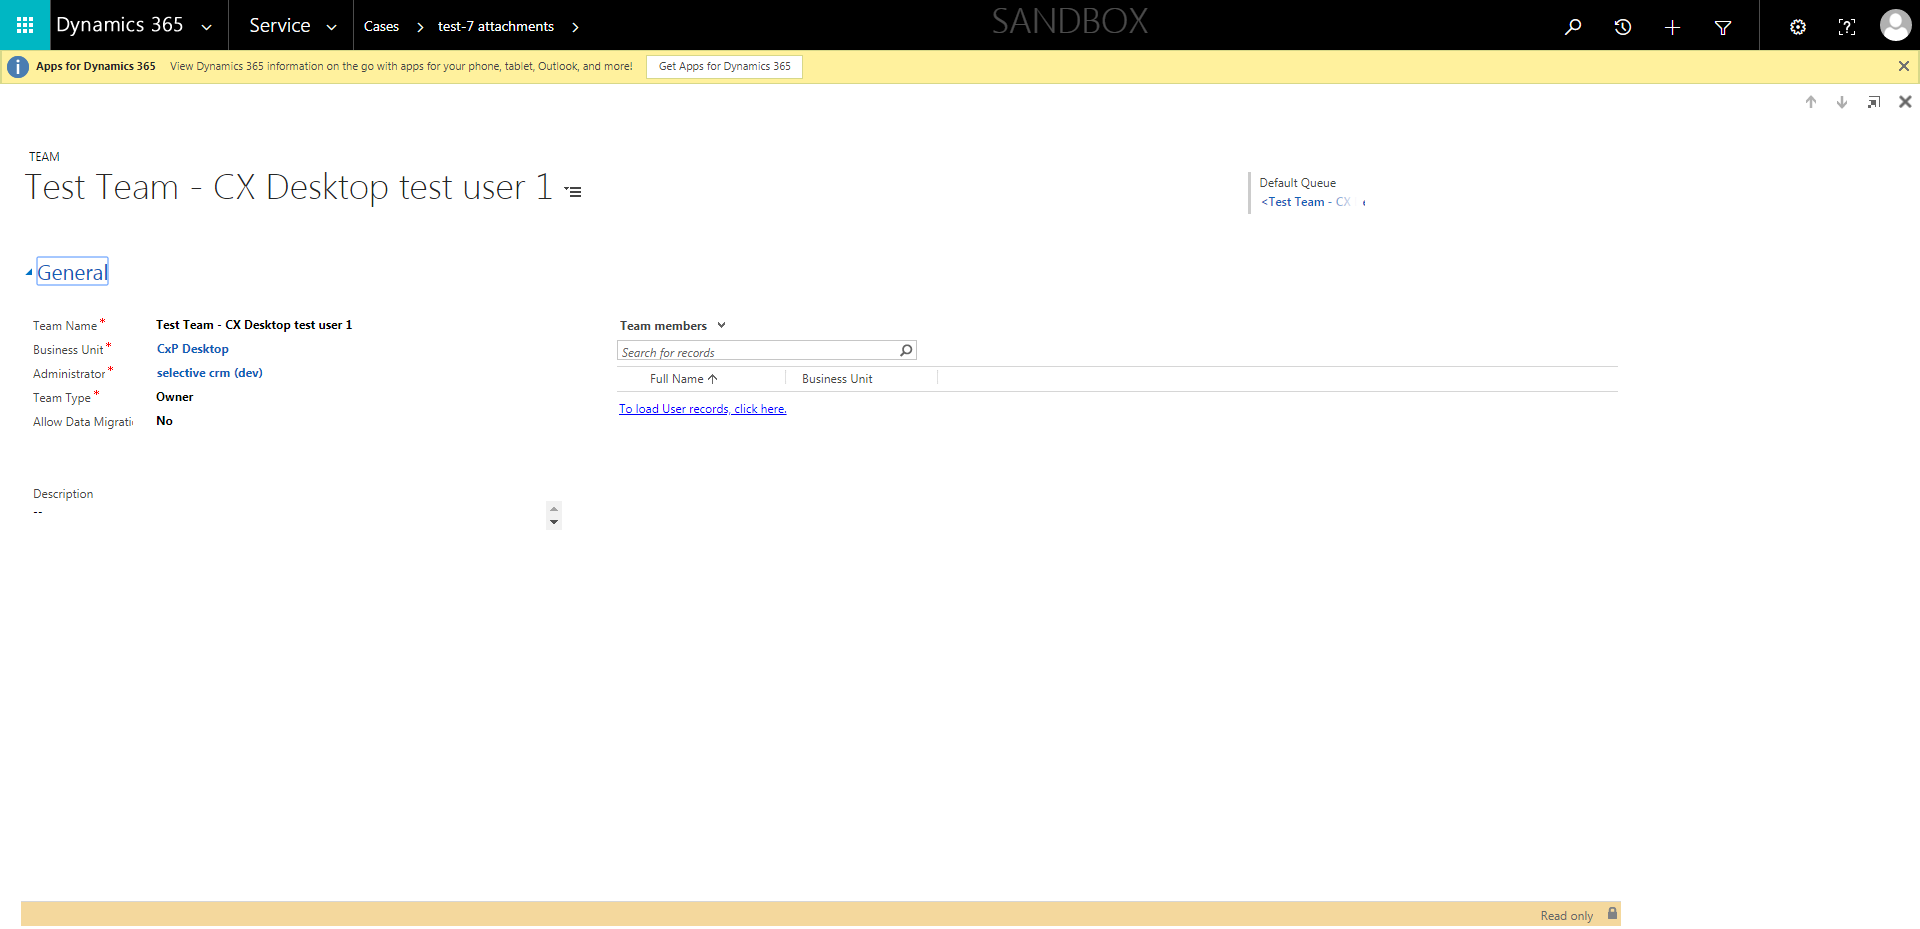 Dynamics 365
Service
Cases
test-7 attachments
SANDBOX
Apps for Dynamics 365
View Dynamics 365 information on the go with apps for your phone, tablet, Outlook, and more!
Get Apps for Dynamics 365
TEAM
Test Team - CX Desktop test user 1
Default Queue
<Test Team - CX
General
Team Name*
Test Team - CX Desktop test user 1
Business Unit*
CxP Desktop
Administrator*
selective crm (dev)
Team Type*
Owner
Allow Data Migrati
No
Description
--
Team members
Search for records
Full Name
Business Unit
To load User records, click here.
Read only